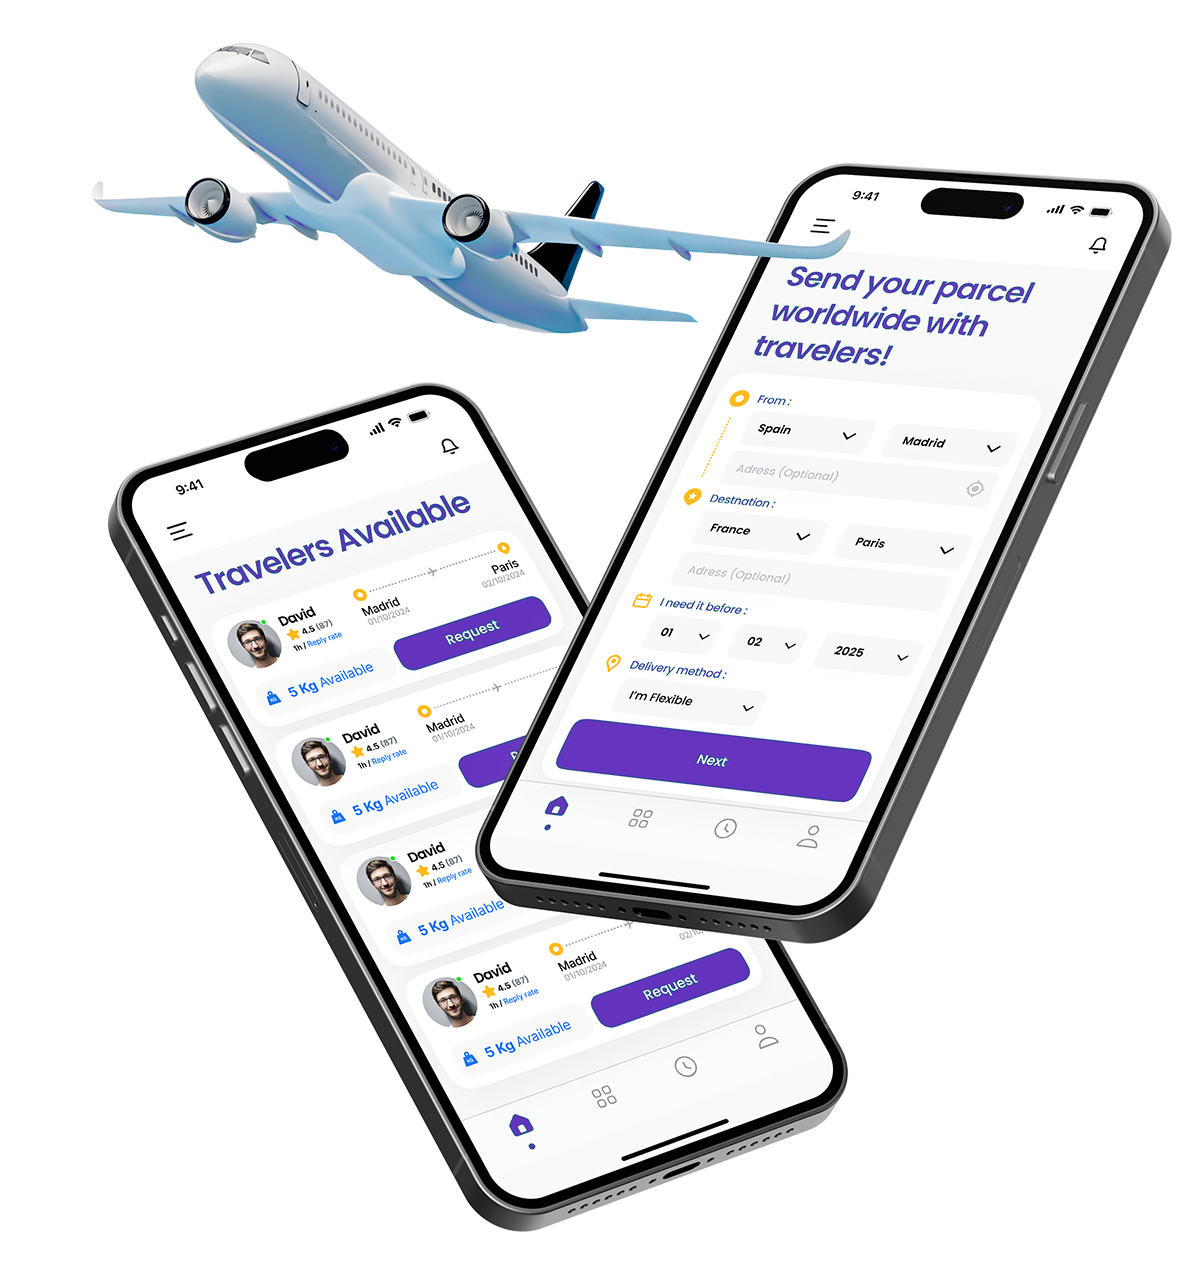 9:41
Send your parcel
worldwide with
travelers!
From :
Spain
Madrid
Adress (Optional)
Destnation :
France
Paris
Adress (Optional)
I need it before :
01
02
2025
Delivery method :
I'm Flexible
Next
9:41
Travelers Available
David
4.5 (87)
1h / Reply rate
Madrid
01/10/2024
Paris
02/10/2024
5 Kg Available
Request
David
4.5 (87)
1h / Reply rate
Madrid
01/10/2024
5 Kg Available
David
4.5 (87)
1h / Reply rate
5 Kg Available
David
4.5 (87)
1h / Reply rate
Madrid
01/10/2024
5 Kg Available
Request